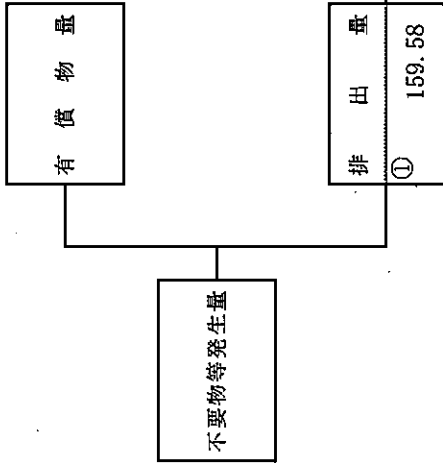 有償物量
不要物等発生量
排出量
①
159.58